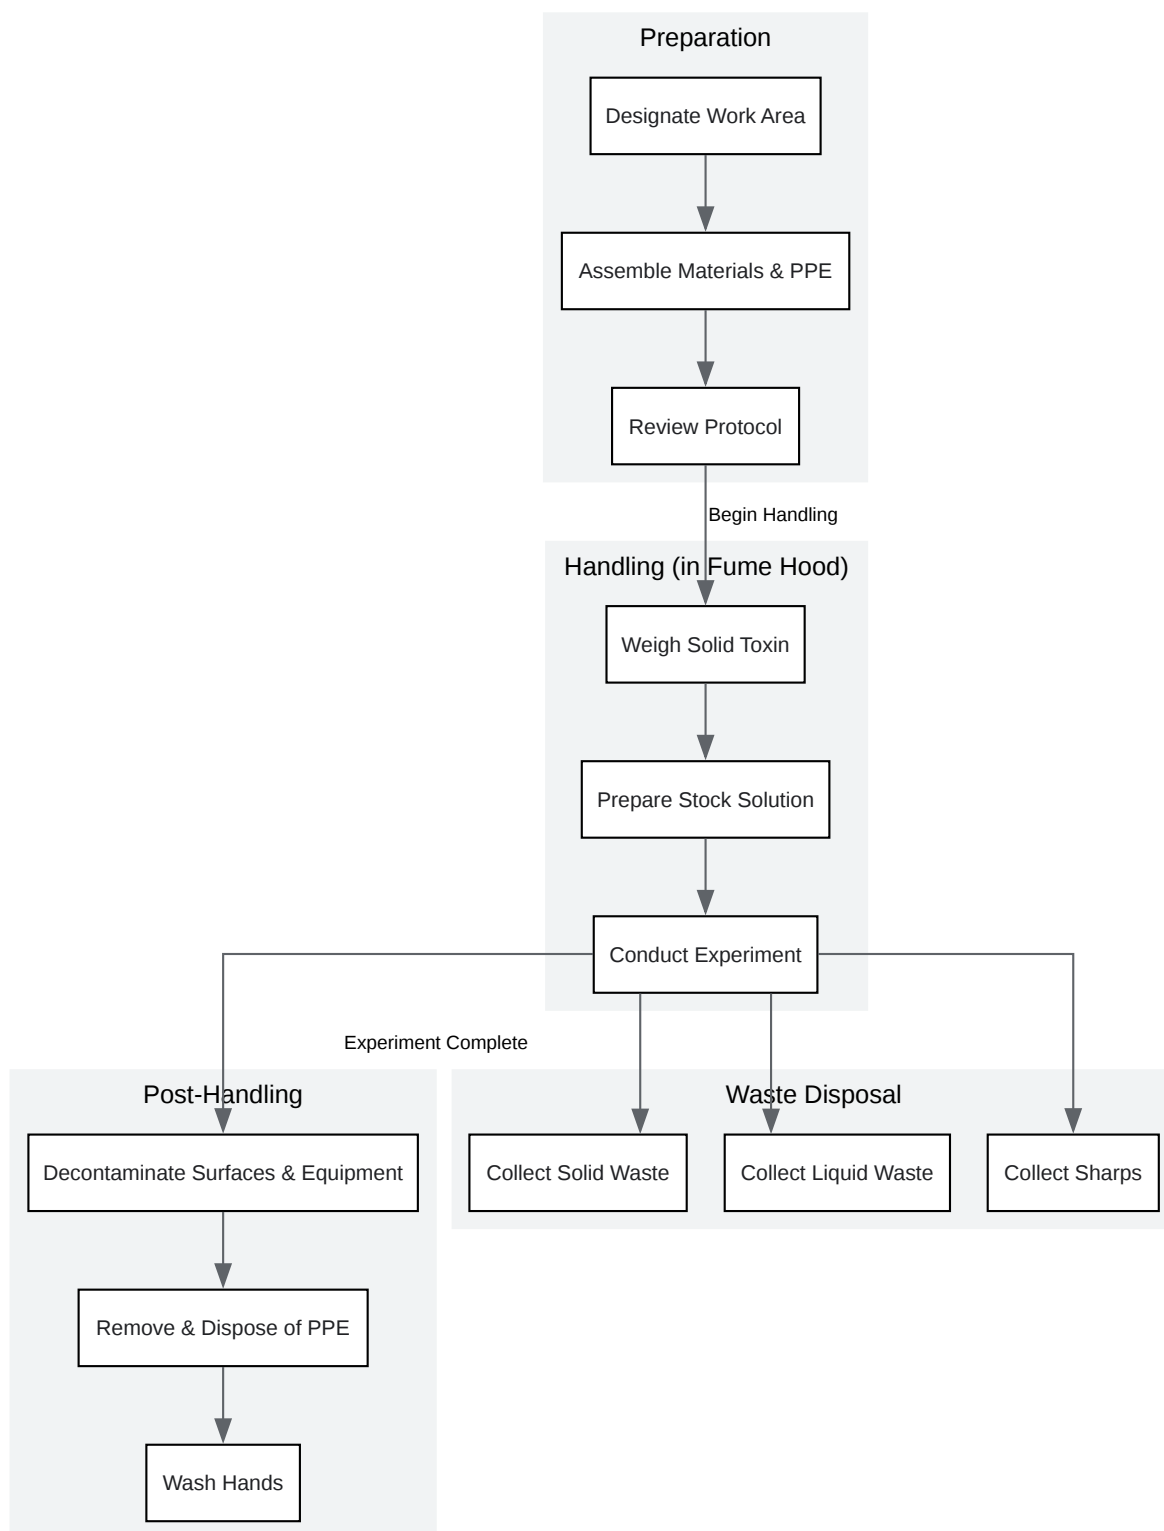 Preparation
Designate Work Area
Assemble Materials & PPE
Review Protocol
Begin Handling
Handling (in Fume Hood)
Weigh Solid Toxin
Prepare Stock Solution
Conduct Experiment
Experiment Complete
Post-Handling
Decontaminate Surfaces & Equipment
Remove & Dispose of PPE
Wash Hands
Waste Disposal
Collect Solid Waste
Collect Liquid Waste
Collect Sharps